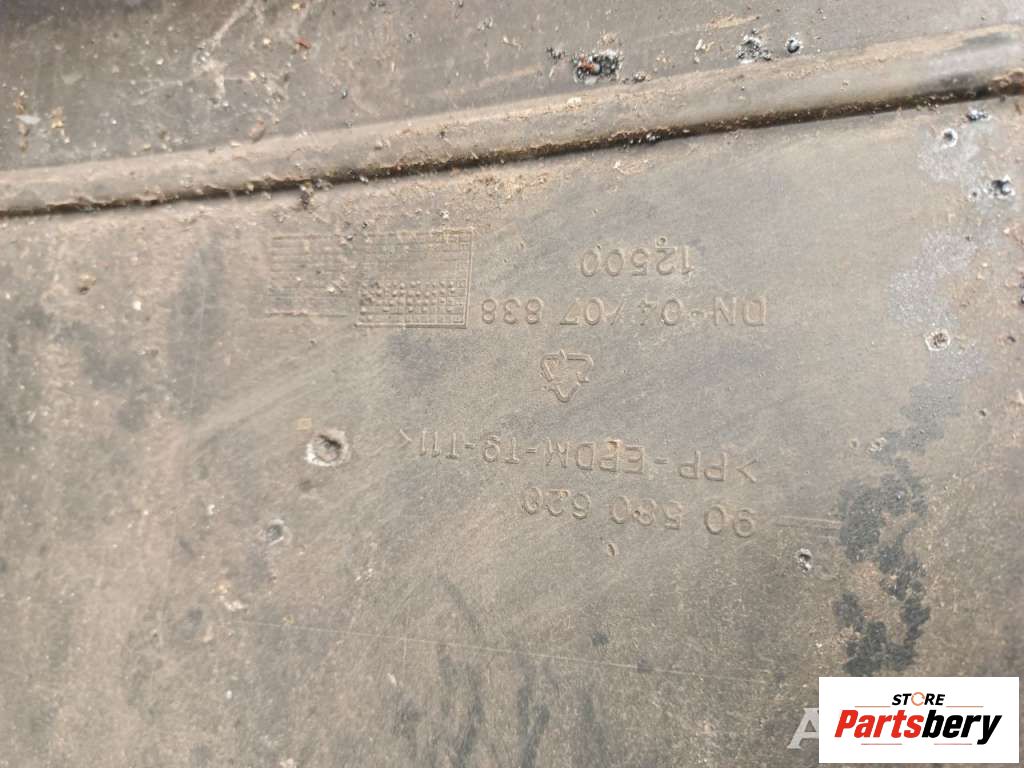 90 580 620
>PP-EPDM-T9-T11<
DN-04/07 838
12500
STORE
Partsbery
A